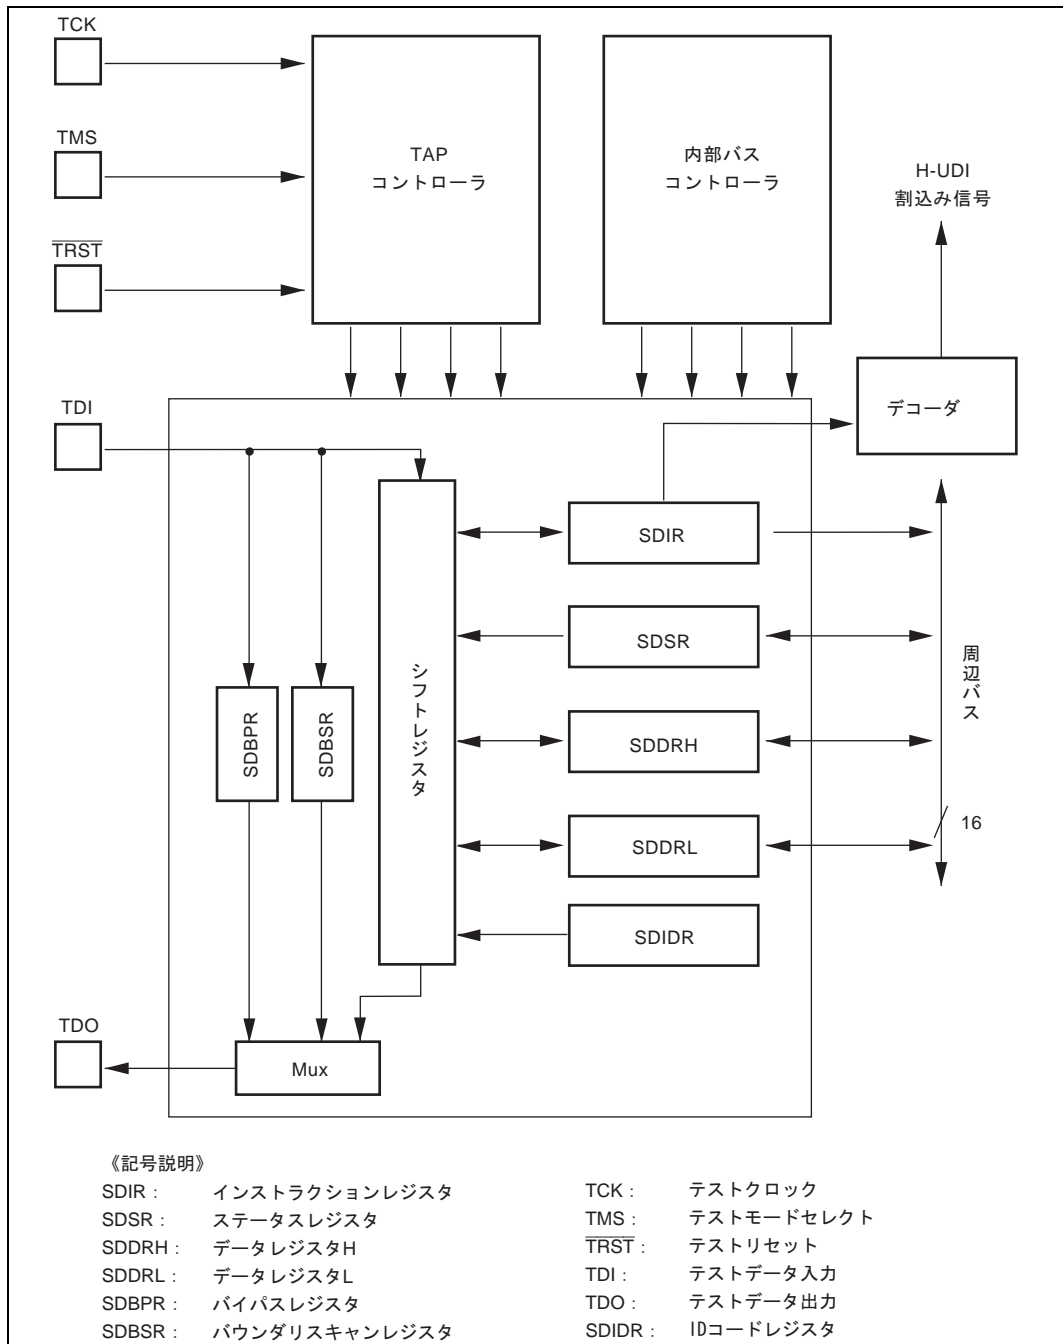 TCK
TMS
TRST
TAP
コントローラ
内部バス
コントローラ
H-UDI
割込み信号
デコーダ
TDI
SDIR
SDSR
SDDRH
SDDRL
SDIDR
シフトレジスタ
SDBPR
SDBSR
周辺バス
16
TDO
Mux
《記号説明》
SDIR : インストラクションレジスタ
SDSR : ステータスレジスタ
SDDRH : データレジスタH
SDDRL : データレジスタL
SDBPR : バイパスレジスタ
SDBSR : バウンダリスキャンレジスタ
TCK : テストクロック
TMS : テストモードセレクト
TRST : テストリセット
TDI : テストデータ入力
TDO : テストデータ出力
SDIDR : IDコードレジスタ